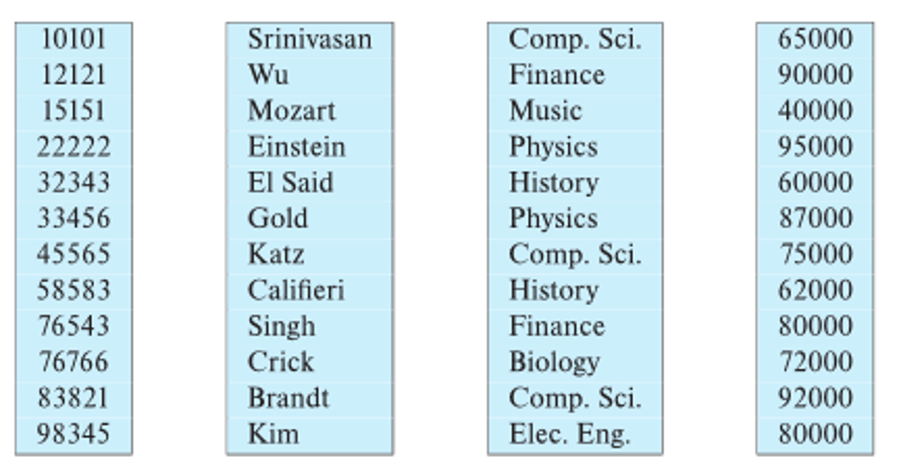 10101 Srinivasan Comp. Sci. 65000
12121 Wu Finance 90000
15151 Mozart Music 40000
22222 Einstein Physics 95000
32343 El Said History 60000
33456 Gold Physics 87000
45565 Katz Comp. Sci. 75000
58583 Califieri History 62000
76543 Singh Finance 80000
76766 Crick Biology 72000
83821 Brandt Comp. Sci. 92000
98345 Kim Elec. Eng. 80000